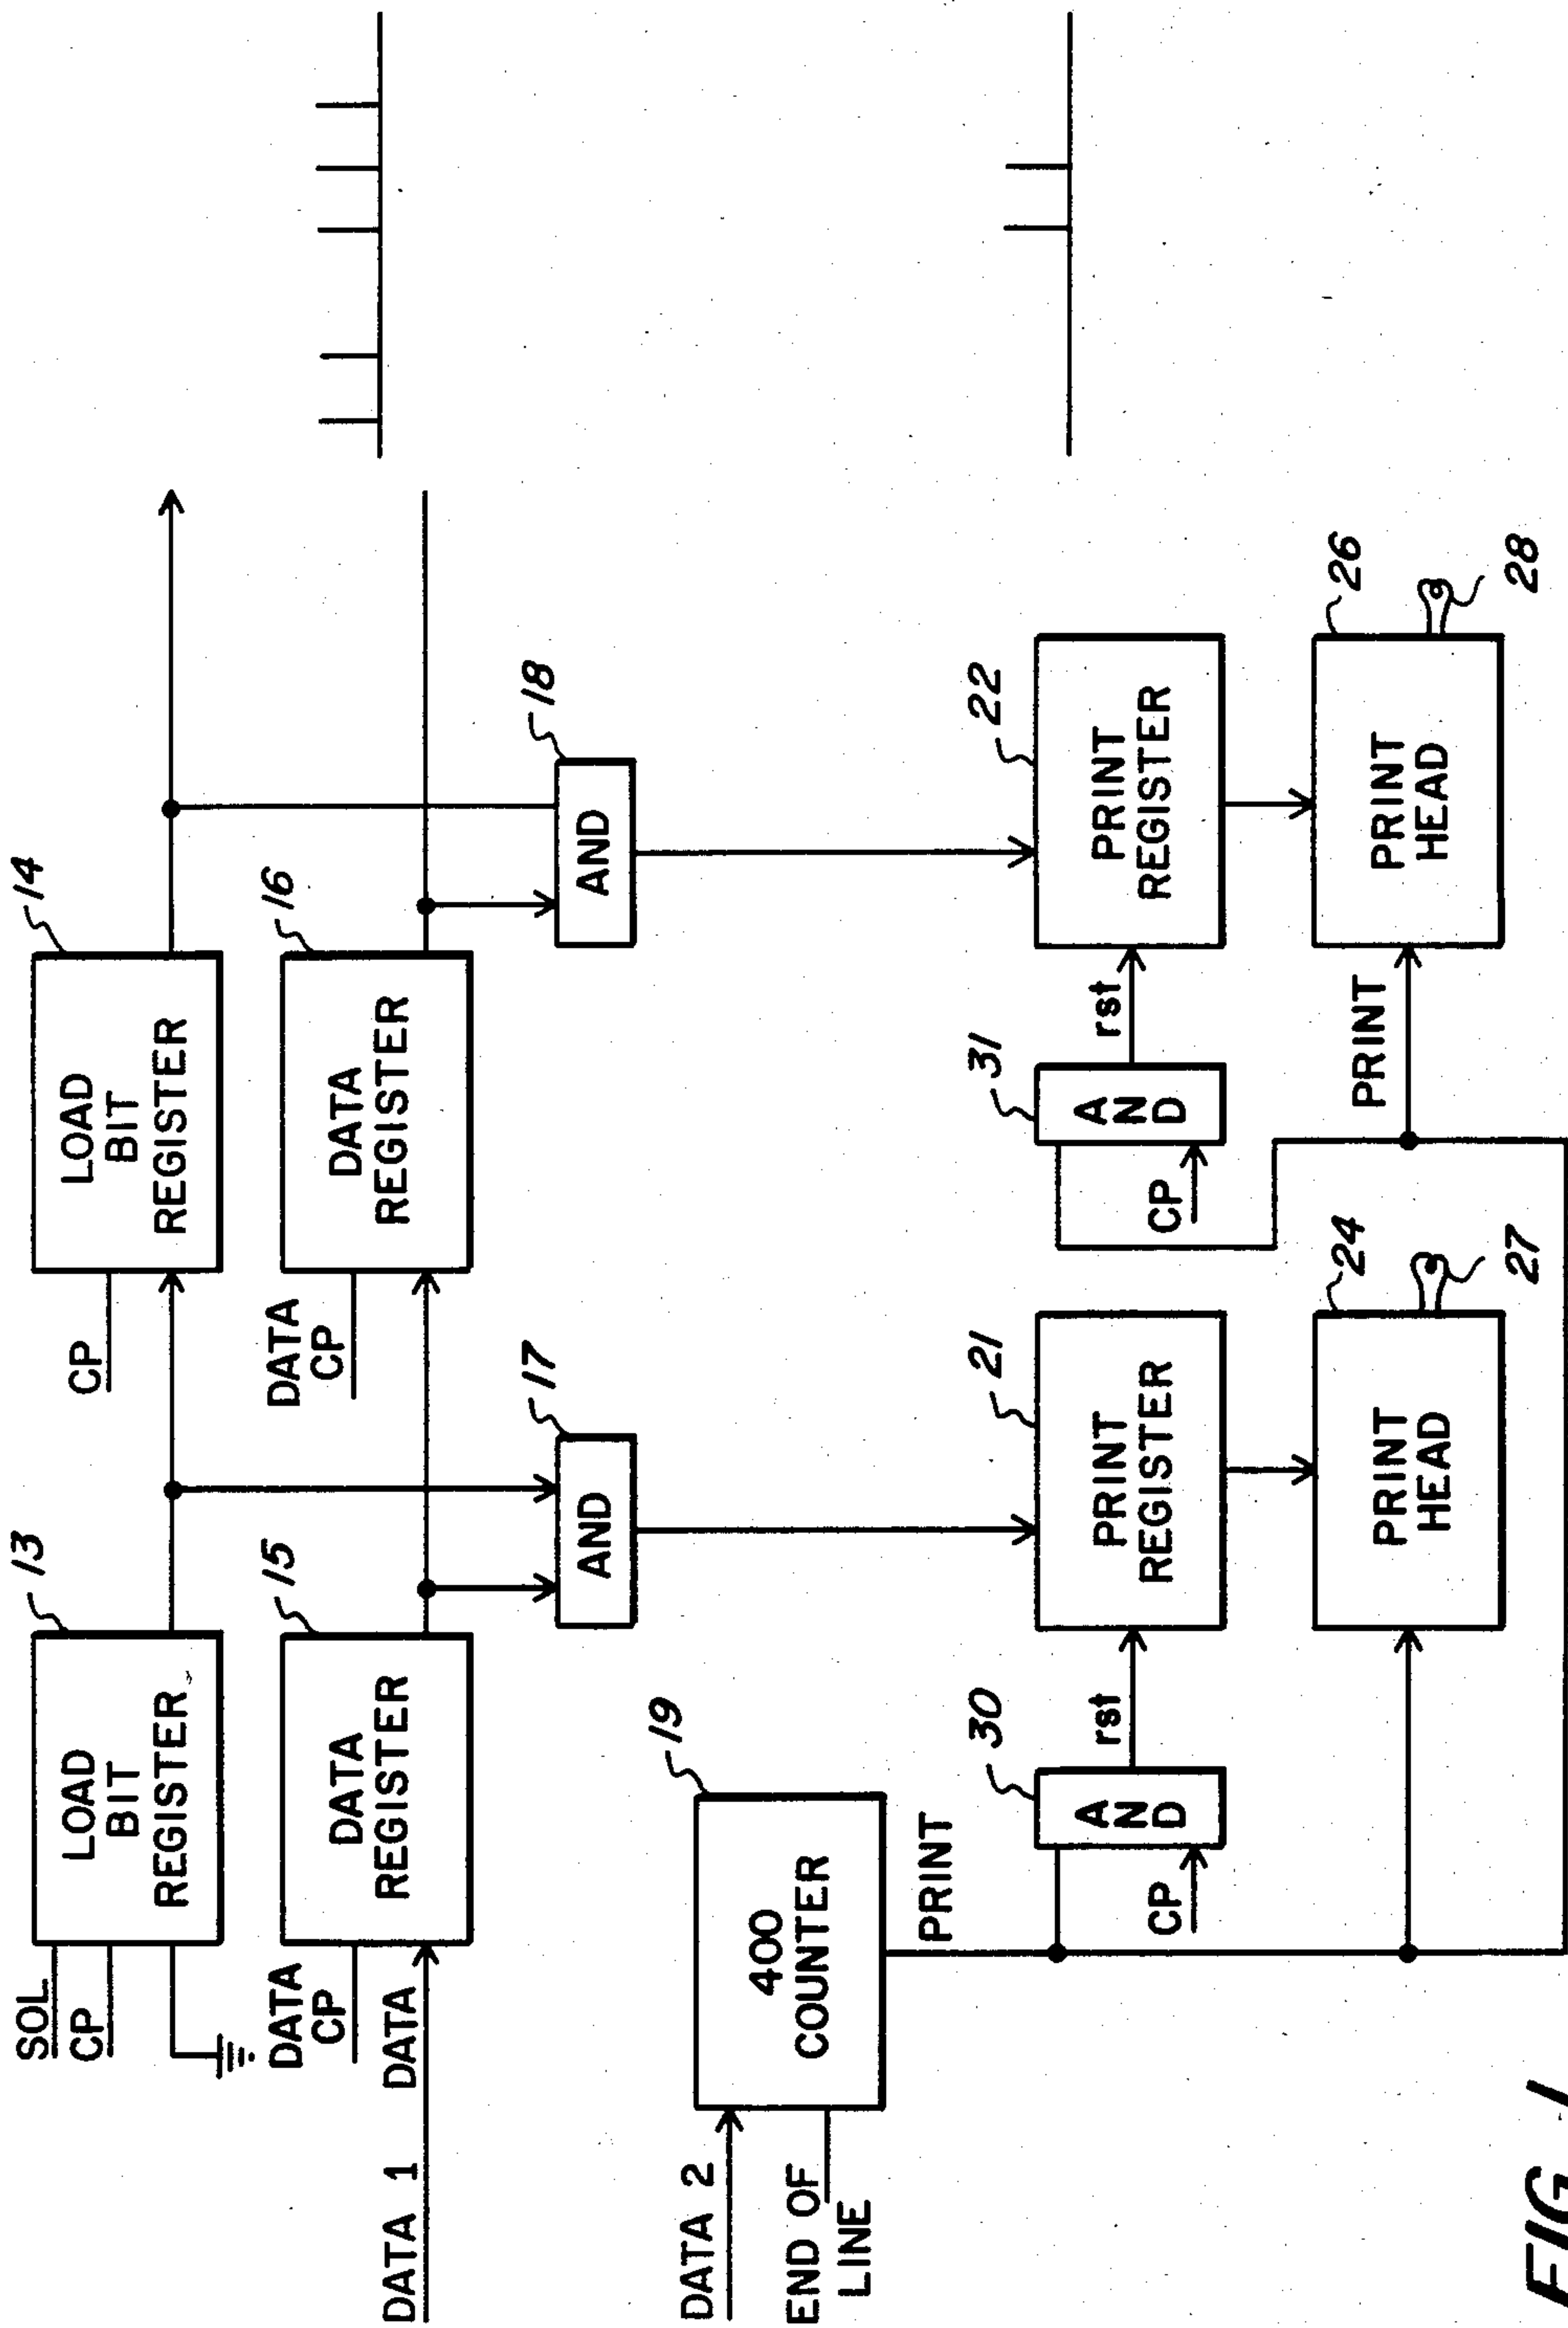 13
14
SOL
CP
LOAD
BIT
REGISTER
CP
LOAD
BIT
REGISTER
15
16
DATA
CP
DATA 1
DATA
DATA
REGISTER
DATA
CP
DATA
REGISTER
17
18
AND
AND
19
DATA 2
END OF
LINE
400
COUNTER
PRINT
30
21
31
22
AND
CP
rst
PRINT
REGISTER
AND
CP
rst
PRINT
REGISTER
24
26
PRINT
HEAD
PRINT
PRINT
HEAD
27
28
FIG. 1